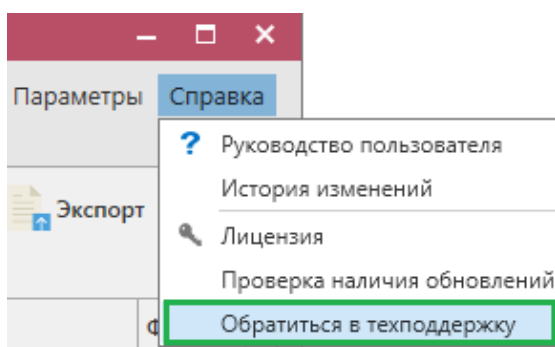 Параметры Справка
Руководство пользователя
История изменений
Экспорт
Лицензия
Проверка наличия обновлений
Обратиться в техподдержку